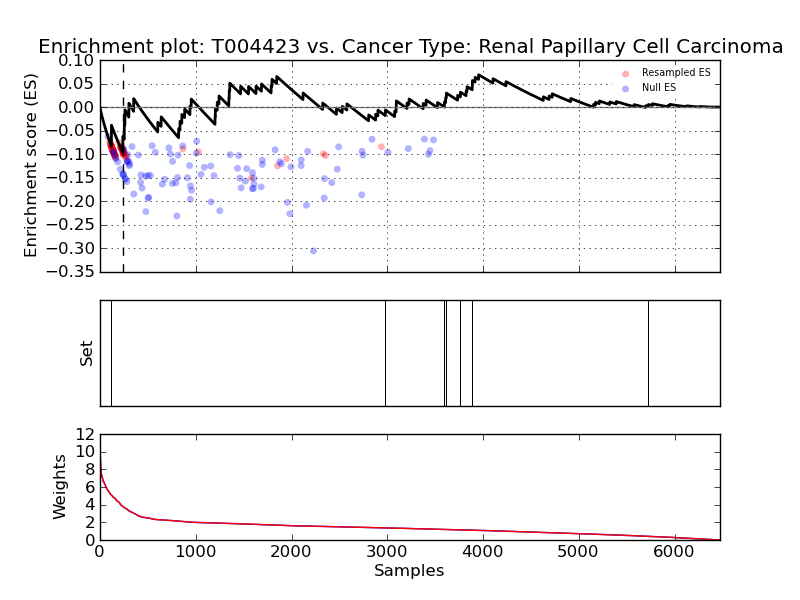 Enrichment plot: T004423 vs. Cancer Type: Renal Papillary Cell Carcinoma
Enrichment score (ES)
0.10
0.05
0.00
−0.05
−0.10
−0.15
−0.20
−0.25
−0.30
−0.35
Resampled ES
Null ES
Set
Weights
12
10
8
6
4
2
0
0 1000 2000 3000 4000 5000 6000
Samples